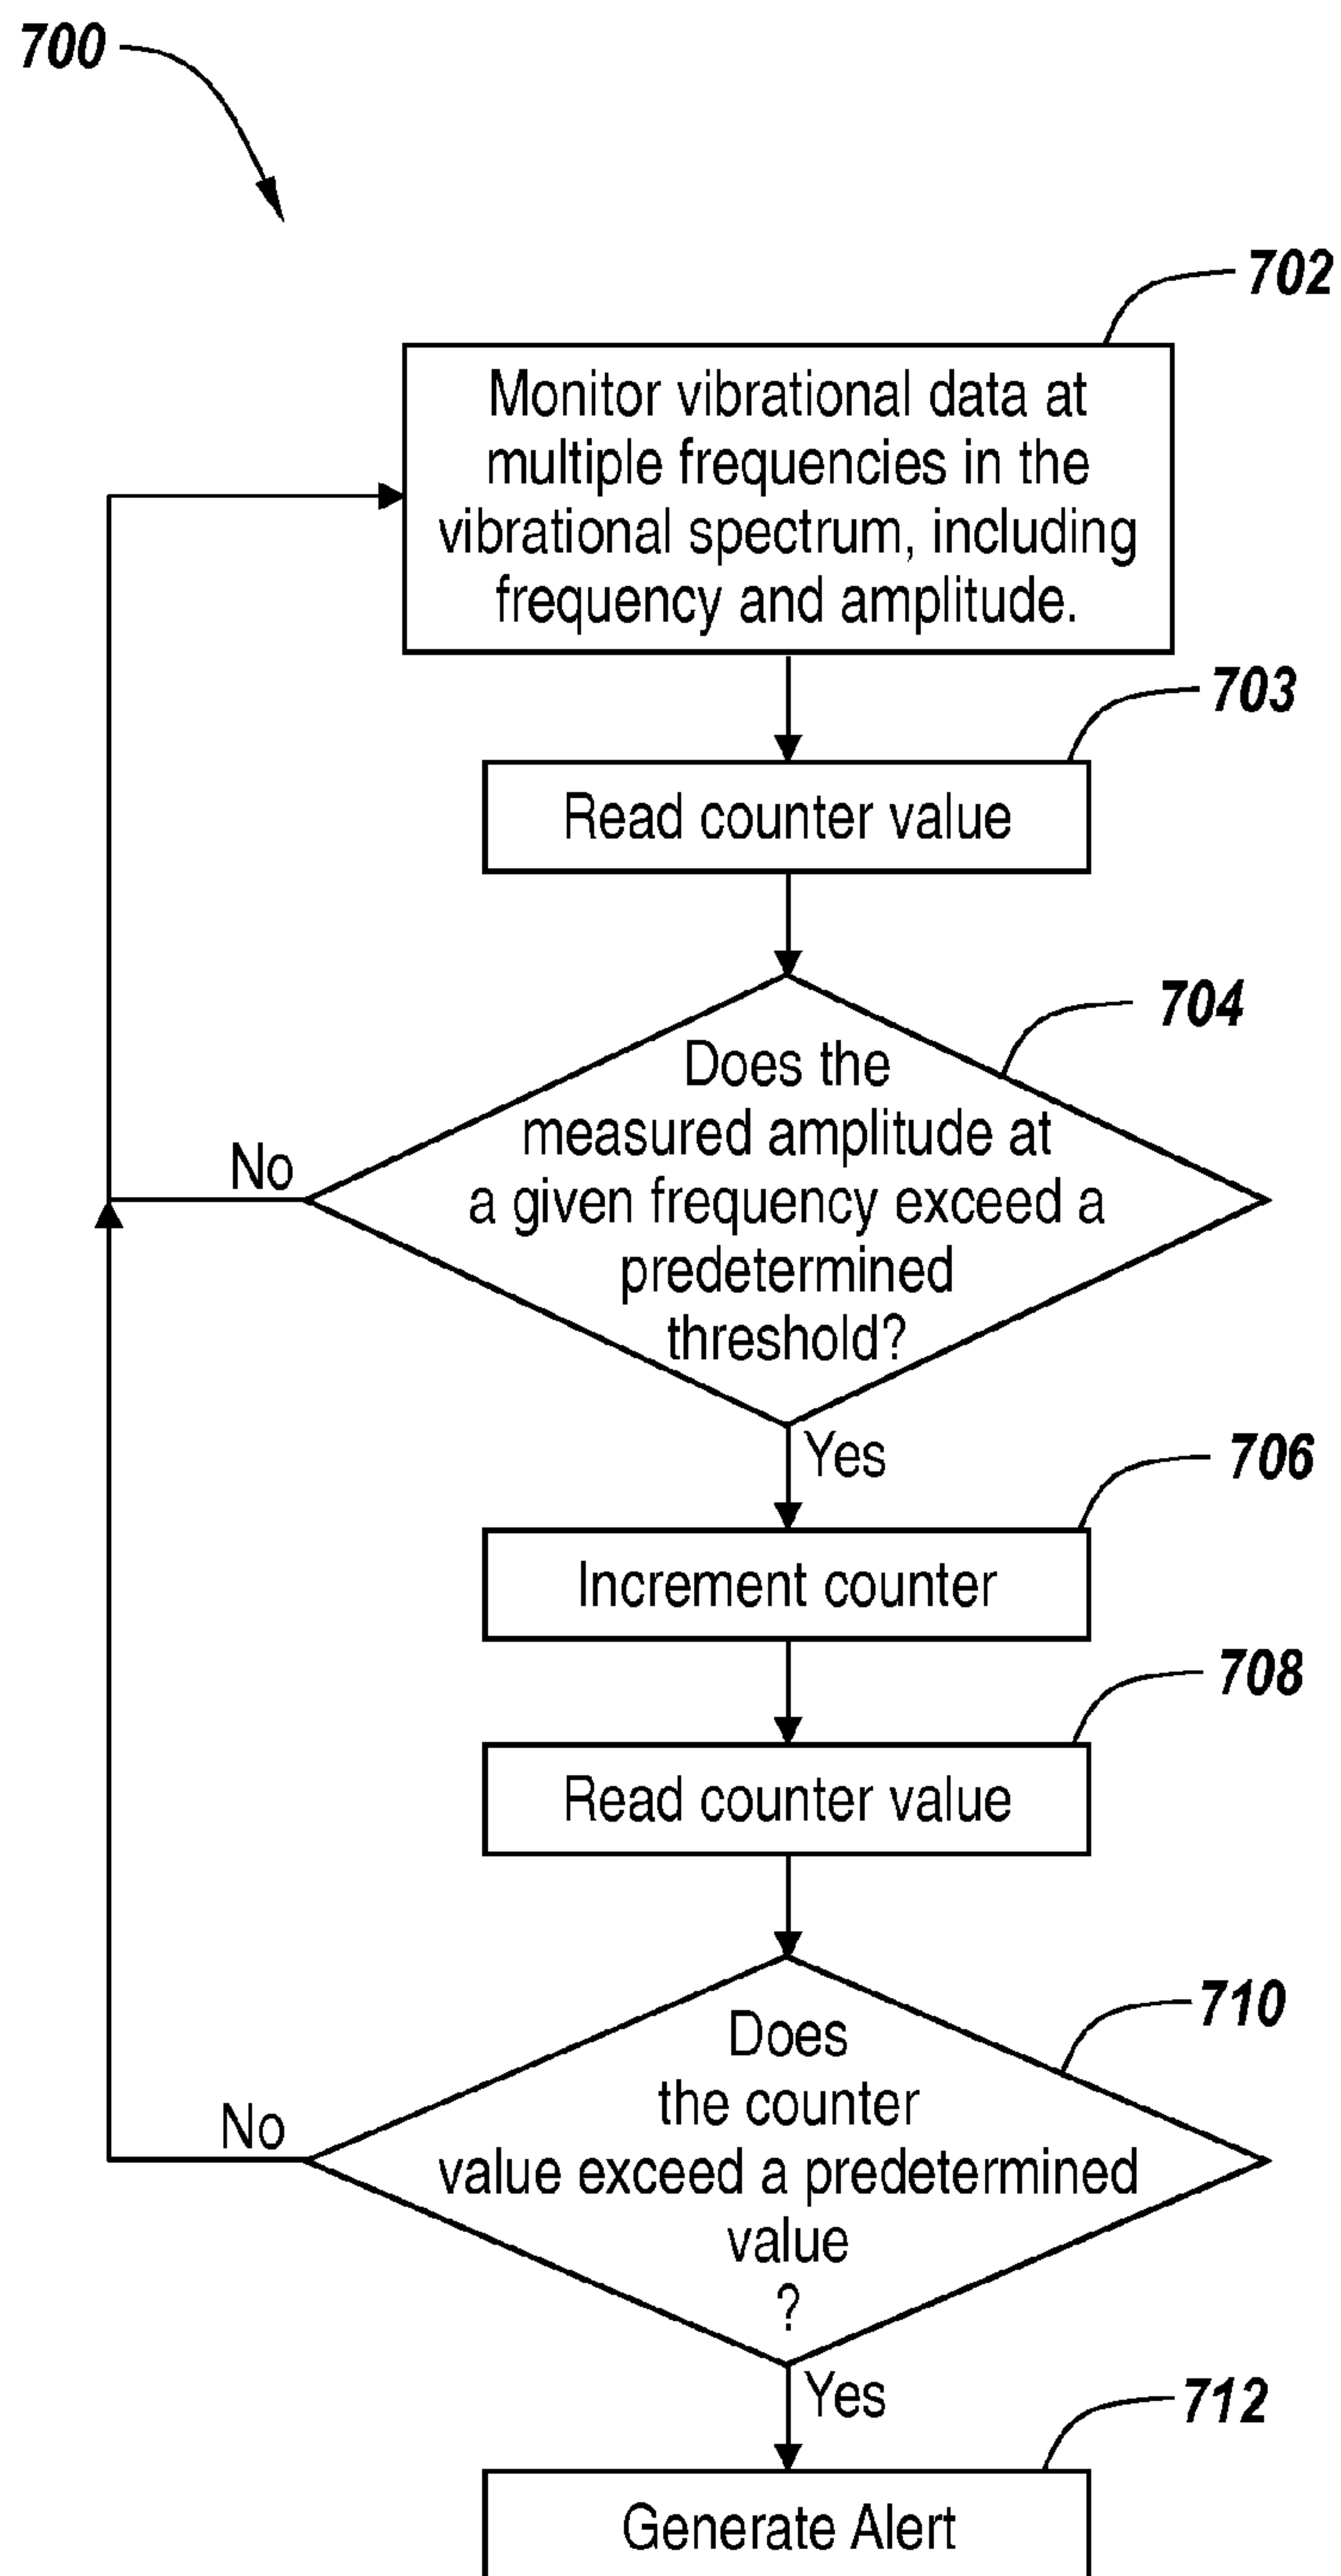 700
702
Monitor vibrational data at
multiple frequencies in the
vibrational spectrum, including
frequency and amplitude.
703
Read counter value
704
Does the
measured amplitude at
a given frequency exceed a
predetermined
threshold?
No
Yes
706
Increment counter
708
Read counter value
710
Does
the counter
value exceed a predetermined
value
?
No
Yes
712
Generate Alert